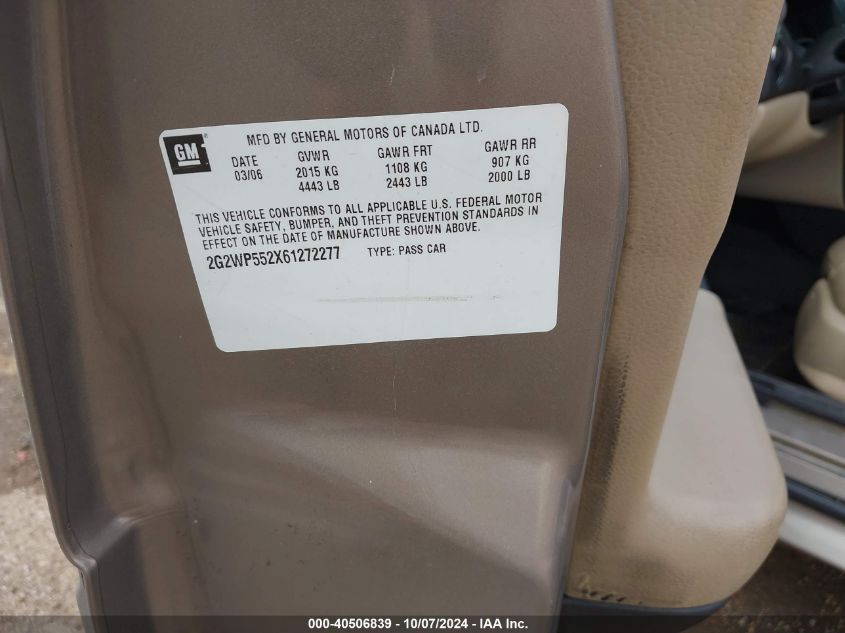 MFD BY GENERAL MOTORS OF CANADA LTD.
GM
DATE GVWR GAWR FRT GAWR RR
03/06 2015 KG 1108 KG 907 KG
4443 LB 2443 LB 2000 LB
THIS VEHICLE CONFORMS TO ALL APPLICABLE U.S. FEDERAL MOTOR
VEHICLE SAFETY, BUMPER, AND THEFT PREVENTION STANDARDS IN
EFFECT ON THE DATE OF MANUFACTURE SHOWN ABOVE.
2G2WP552X61272277 TYPE: PASS CAR
000-40506839 - 10/07/2024 - IAA Inc.